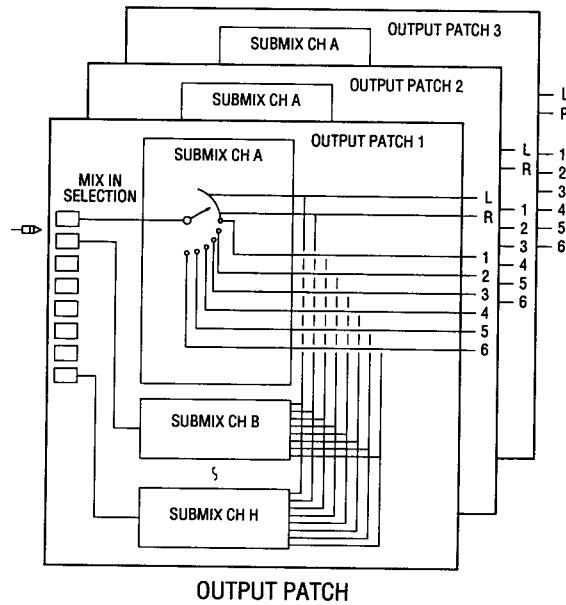 OUTPUT PATCH 3
SUBMIX CH A
L
R
1
2
3
4
5
6
OUTPUT PATCH 2
SUBMIX CH A
L
R
1
2
3
4
5
6
OUTPUT PATCH 1
SUBMIX CH A
MIX IN
SELECTION
L
R
1
2
3
4
5
6
SUBMIX CH B
SUBMIX CH H
OUTPUT PATCH